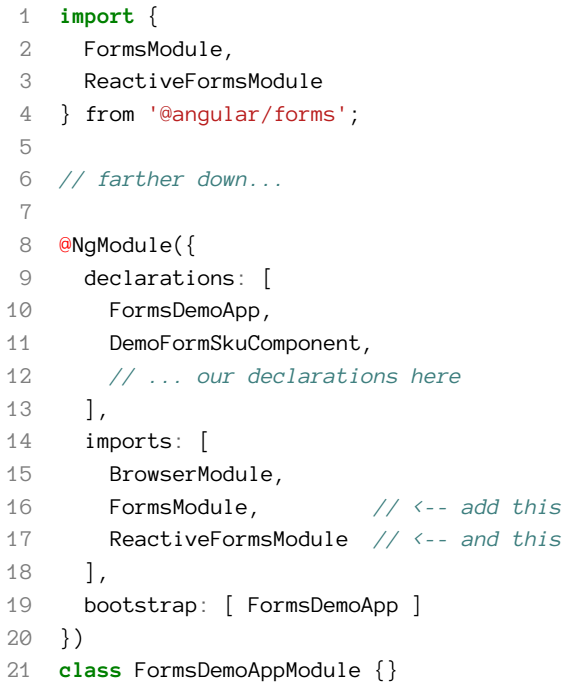 1 import {
2   FormsModule,
3   ReactiveFormsModule
4 } from '@angular/forms';
5
6 // farther down...
7
8 @NgModule({
9   declarations: [
10     FormsDemoApp,
11     DemoFormSkuComponent,
12     // ... our declarations here
13   ],
14   imports: [
15     BrowserModule,
16     FormsModule,         // <-- add this
17     ReactiveFormsModule  // <-- and this
18   ],
19   bootstrap: [ FormsDemoApp ]
20 })
21 class FormsDemoAppModule {}